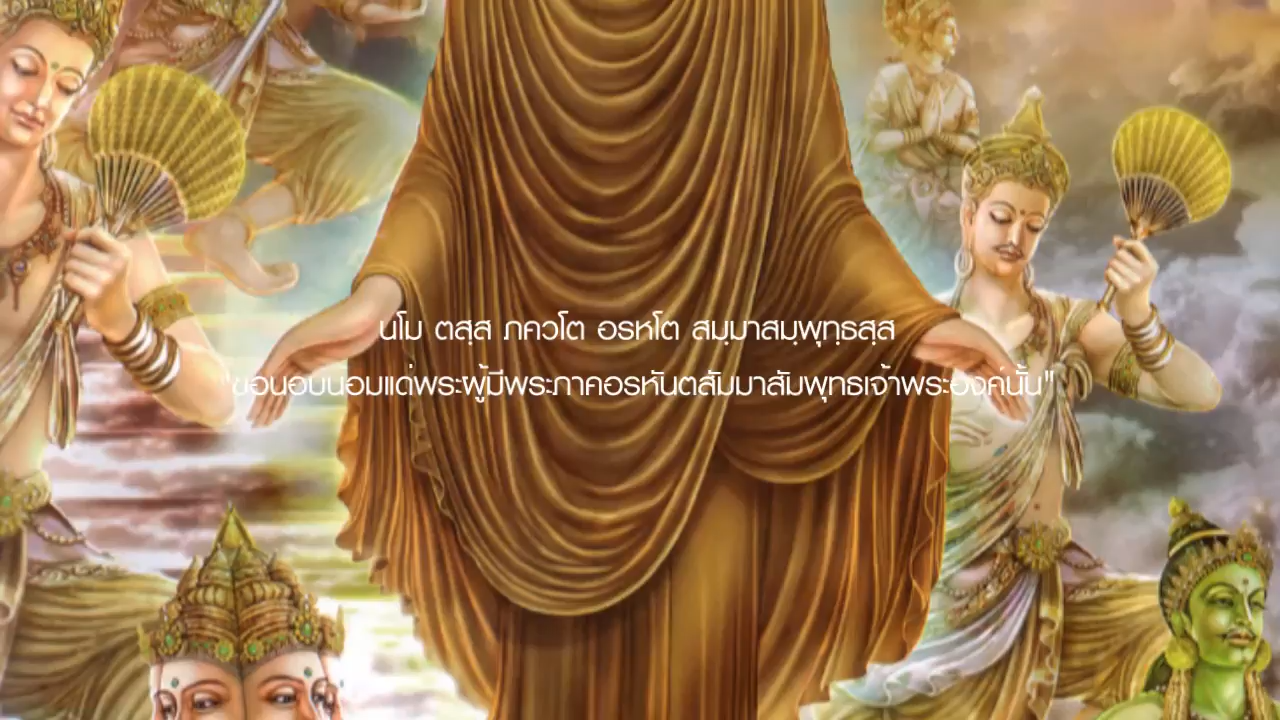 นโม ตสฺส ภควโต อรหโต สมฺมาสมฺพุทฺธสฺส
"ขอนอบน้อมแด่พระผู้มีพระภาคอรหันตสัมมาสัมพุทธเจ้าพระองค์นั้น"